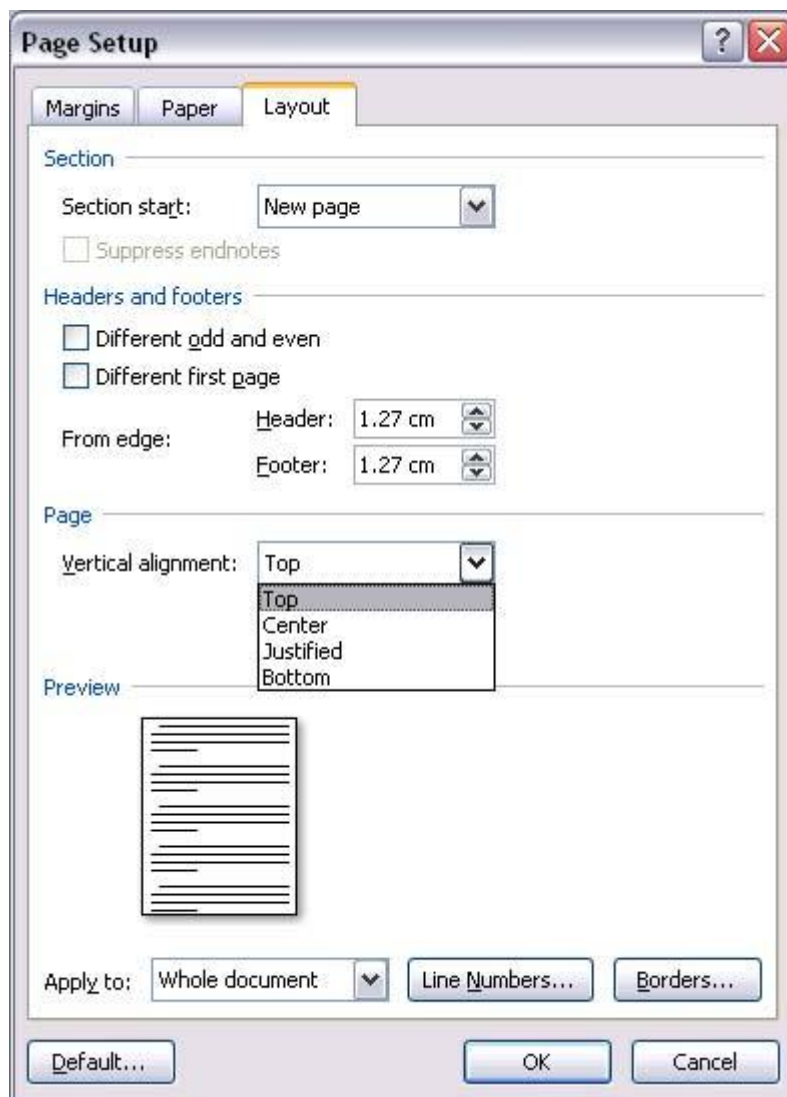 Page Setup
Margins Paper Layout
Section
Section start: New page
Suppress endnotes
Headers and footers
Different odd and even
Different first page
From edge:
Header: 1.27 cm
Footer: 1.27 cm
Page
Vertical alignment: Top
Top
Center
Justified
Bottom
Preview
Apply to: Whole document Line Numbers... Borders...
Default... OK Cancel